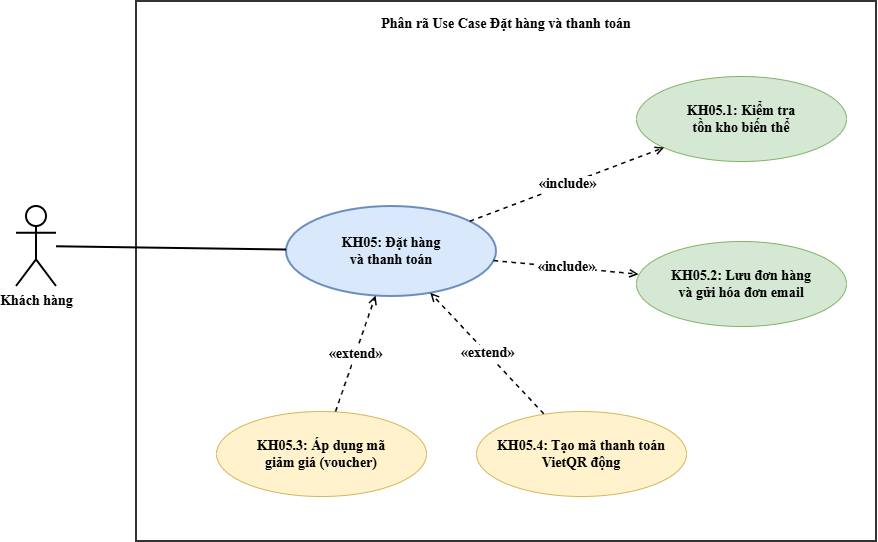 Phân rã Use Case Đặt hàng và thanh toán
KH05.1: Kiểm tra
tồn kho biến thể
«include»
KH05: Đặt hàng
và thanh toán
«include»
KH05.2: Lưu đơn hàng
và gửi hóa đơn email
Khách hàng
«extend»
«extend»
KH05.3: Áp dụng mã
giảm giá (voucher)
KH05.4: Tạo mã thanh toán
VietQR động